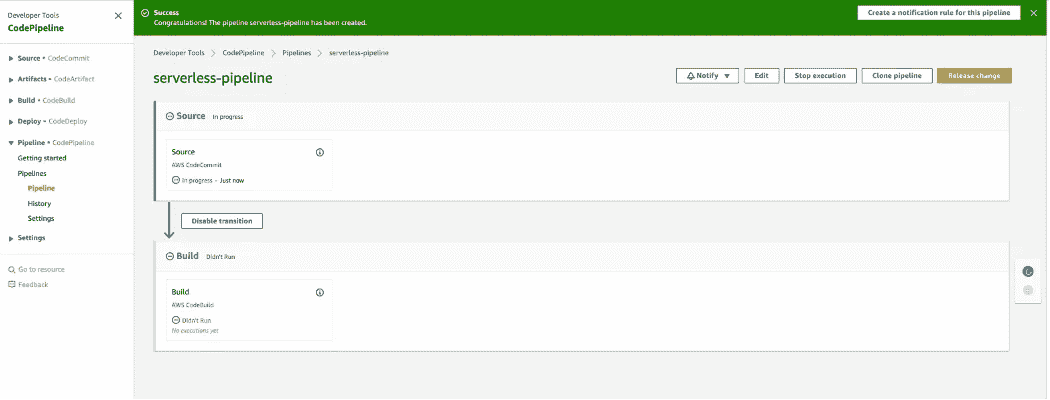 Developer Tools
CodePipeline
Source • CodeCommit
Artifacts • CodeArtifact
Build • CodeBuild
Deploy • CodeDeploy
Pipeline • CodePipeline
Getting started
Pipelines
Pipeline
History
Settings
Settings
Go to resource
Feedback
Success
Congratulations! The pipeline serverless-pipeline has been created.
Create a notification rule for this pipeline
Developer Tools > CodePipeline > Pipelines > serverless-pipeline
serverless-pipeline
Notify Edit Stop execution Clone pipeline Release change
Source In progress
Source
AWS CodeCommit
In progress - Just now
Disable transition
Build Didn't Run
Build
AWS CodeBuild
Didn't Run
No executions yet